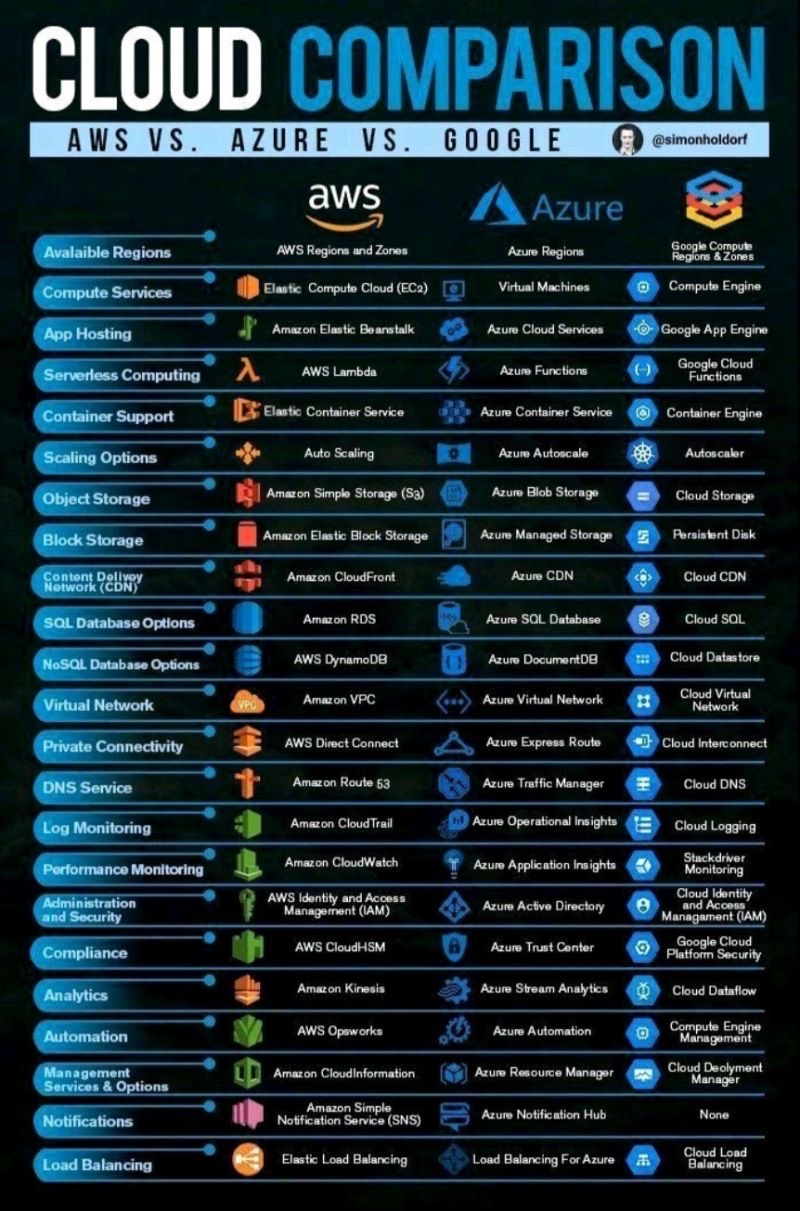 CLOUD COMPARISON
AWS VS. AZURE VS. GOOGLE @simonholdorf
aws Azure
Avalaible Regions AWS Regions and Zones Azure Regions Google Compute
Regions & Zones
Compute Services Elastic Compute Cloud (EC2) Virtual Machines Compute Engine
App Hosting Amazon Elastic Beanstalk Azure Cloud Services Google App Engine
Serverless Computing AWS Lambda Azure Functions Google Cloud
Functions
Container Support Elastic Container Service Azure Container Service Container Engine
Scaling Options Auto Scaling Azure Autoscale Autoscaler
Object Storage Amazon Simple Storage (S3) Azure Blob Storage Cloud Storage
Block Storage Amazon Elastic Block Storage Azure Managed Storage Persistent Disk
Content Delivey
Network (CDN) Amazon CloudFront Azure CDN Cloud CDN
SQL Database Options Amazon RDS Azure SQL Database Cloud SQL
NoSQL Database Options AWS DynamoDB Azure DocumentDB Cloud Datastore
Virtual Network VPC Amazon VPC Azure Virtual Network Cloud Virtual
Network
Private Connectivity AWS Direct Connect Azure Express Route Cloud Interconnect
DNS Service Amazon Route 53 Azure Traffic Manager Cloud DNS
Log Monitoring Amazon CloudTrail Azure Operational Insights Cloud Logging
Performance Monitoring Amazon CloudWatch Azure Application Insights Stackdriver
Monitoring
Administration
and Security AWS Identity and Access
Management (IAM) Azure Active Directory Cloud Identity
and Access
Managament (IAM)
Compliance AWS CloudHSM Azure Trust Center Google Cloud
Platform Security
Analytics Amazon Kinesis Azure Stream Analytics Cloud Dataflow
Automation AWS Opsworks Azure Automation Compute Engine
Management
Management
Services & Options Amazon CloudInformation Azure Resource Manager Cloud Deolyment
Manager
Notifications Amazon Simple
Notification Service (SNS) Azure Notification Hub None
Load Balancing Elastic Load Balancing Load Balancing For Azure Cloud Load
Balancing